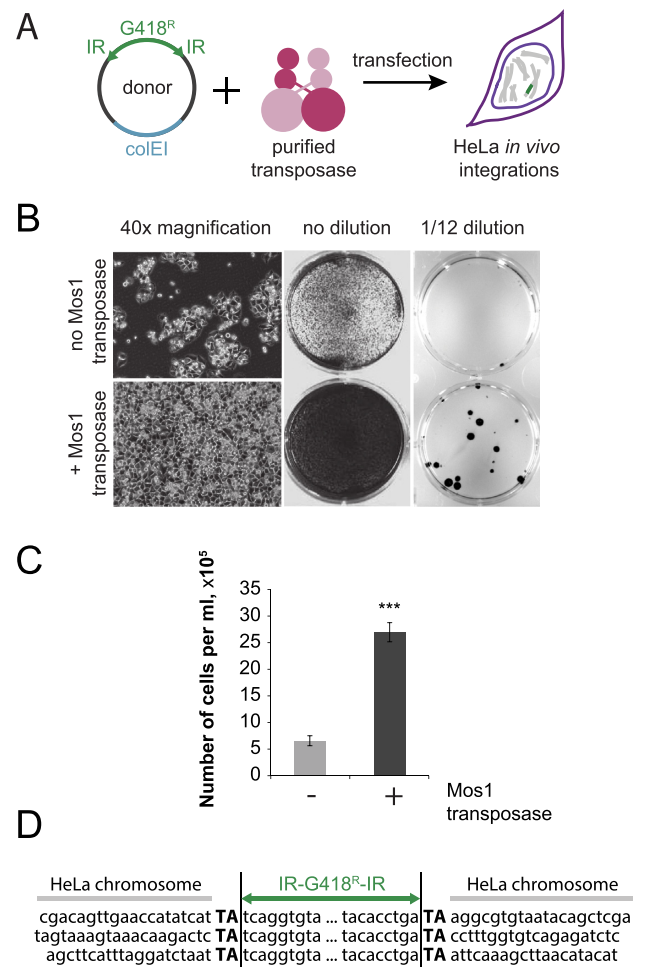 A
G418R
IR IR
donor
colEI
+
purified
transposase
transfection
HeLa in vivo
integrations
B
40x magnification no dilution 1/12 dilution
no Mos1
transposase
+ Mos1
transposase
C
Number of cells per ml, x10⁵
35
30
25
20
15
10
5
0
***
- + Mos1
transposase
D
HeLa chromosome IR-G418R-IR HeLa chromosome
cgacagttgaaccatatcat TA tcaggtgta ... tacacctga TA aggcgtgtaatacagctcga
tagtaaagtaaacaagactc TA tcaggtgta ... tacacctga TA cctttggtgtcagagatctc
agcttcatttaggatctaat TA tcaggtgta ... tacacctga TA attcaaagcttaacatacat